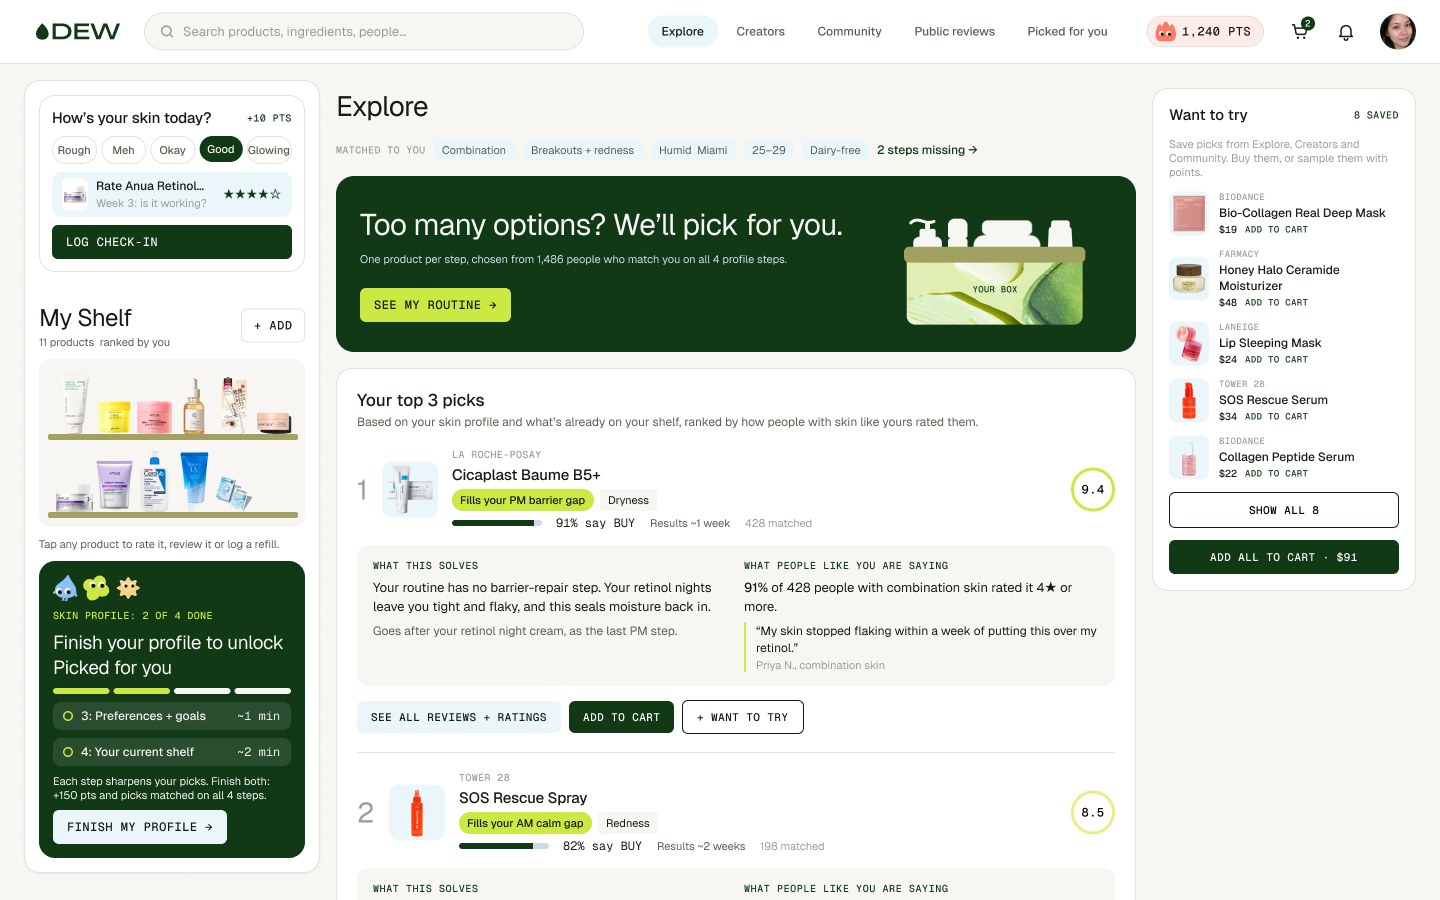 DEW
Search products, ingredients, people...
Explore
Creators
Community
Public reviews
Picked for you
1,240 PTS
2
How's your skin today?
+10 PTS
Rough
Meh
Okay
Good
Glowing
Rate Anua Retinol...
Week 3: is it working?
★★★★☆
LOG CHECK-IN
My Shelf
11 products ranked by you
+ ADD
Tap any product to rate it, review it or log a refill.
SKIN PROFILE: 2 OF 4 DONE
Finish your profile to unlock
Picked for you
3: Preferences + goals
~1 min
4: Your current shelf
~2 min
Each step sharpens your picks. Finish both:
+150 pts and picks matched on all 4 steps.
FINISH MY PROFILE →
Explore
MATCHED TO YOU
Combination
Breakouts + redness
Humid Miami
25–29
Dairy-free
2 steps missing →
Too many options? We'll pick for you.
One product per step, chosen from 1,486 people who match you on all 4 profile steps.
SEE MY ROUTINE →
YOUR BOX
Your top 3 picks
Based on your skin profile and what's already on your shelf, ranked by how people with skin like yours rated them.
1
LA ROCHE-POSAY
Cicaplast Baume B5+
Fills your PM barrier gap
Dryness
91% say BUY
Results ~1 week
428 matched
9.4
WHAT THIS SOLVES
Your routine has no barrier-repair step. Your retinol nights
leave you tight and flaky, and this seals moisture back in.
Goes after your retinol night cream, as the last PM step.
WHAT PEOPLE LIKE YOU ARE SAYING
91% of 428 people with combination skin rated it 4★ or
more.
"My skin stopped flaking within a week of putting this over my
retinol."
Priya N., combination skin
SEE ALL REVIEWS + RATINGS
ADD TO CART
+ WANT TO TRY
2
TOWER 28
SOS Rescue Spray
Fills your AM calm gap
Redness
82% say BUY
Results ~2 weeks
198 matched
8.5
WHAT THIS SOLVES
WHAT PEOPLE LIKE YOU ARE SAYING
Want to try
8 SAVED
Save picks from Explore, Creators and
Community. Buy them, or sample them with
points.
BIODANCE
Bio-Collagen Real Deep Mask
$19 ADD TO CART
FARMACY
Honey Halo Ceramide
Moisturizer
$48 ADD TO CART
LANEIGE
Lip Sleeping Mask
$24 ADD TO CART
TOWER 28
SOS Rescue Serum
$34 ADD TO CART
BIODANCE
Collagen Peptide Serum
$22 ADD TO CART
SHOW ALL 8
ADD ALL TO CART · $91